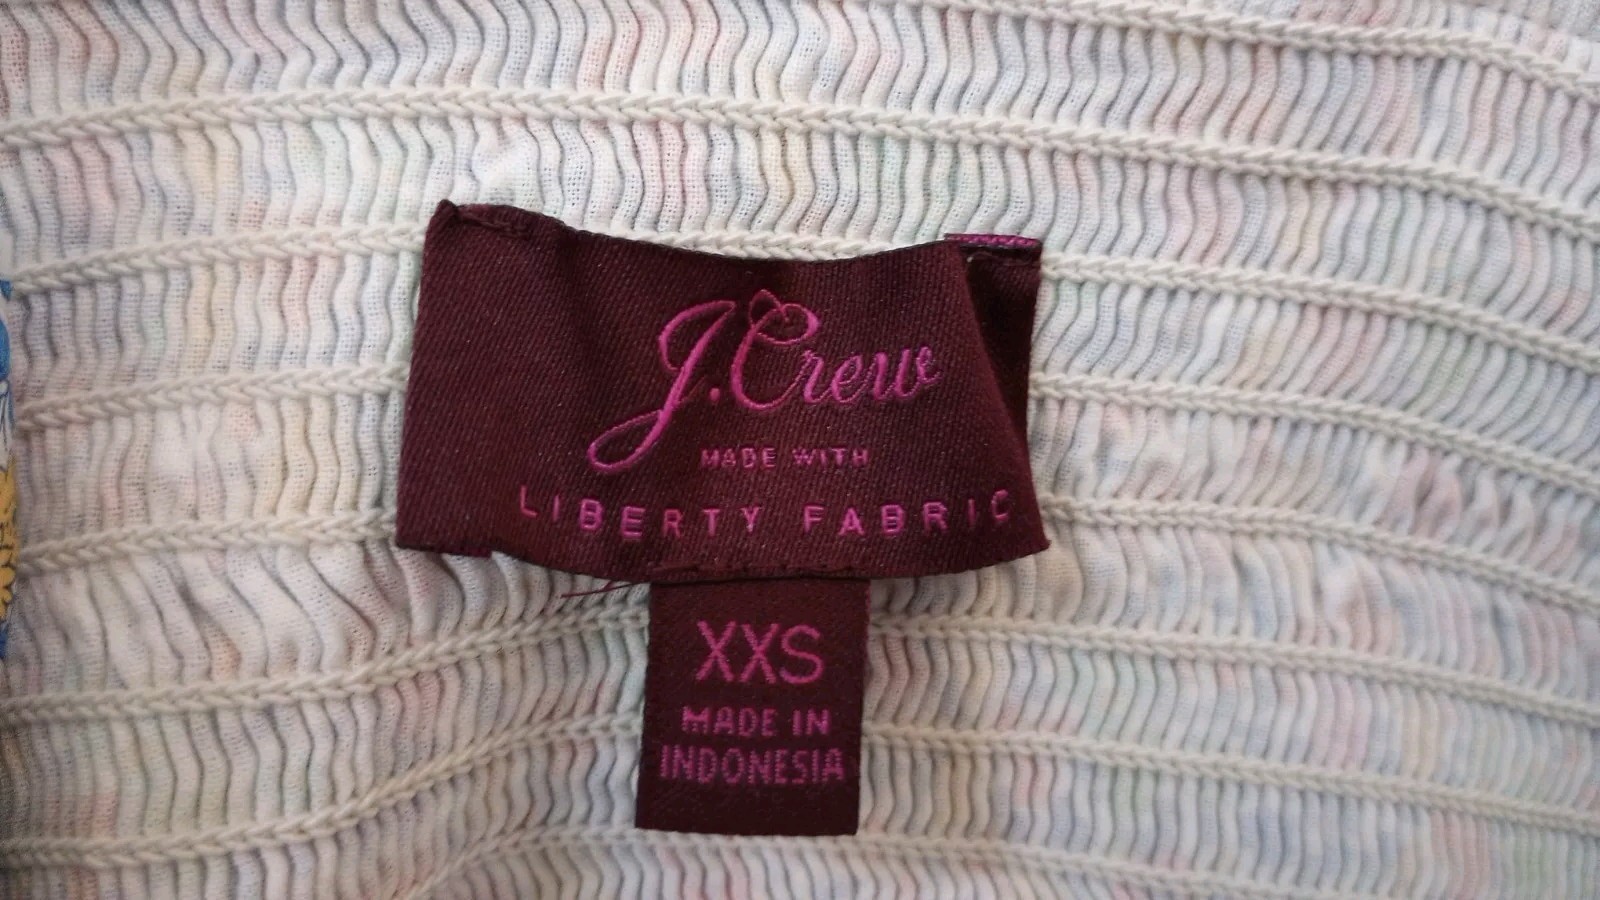 J.Crew
MADE WITH
LIBERTY FABRIC
XXS
MADE IN
INDONESIA